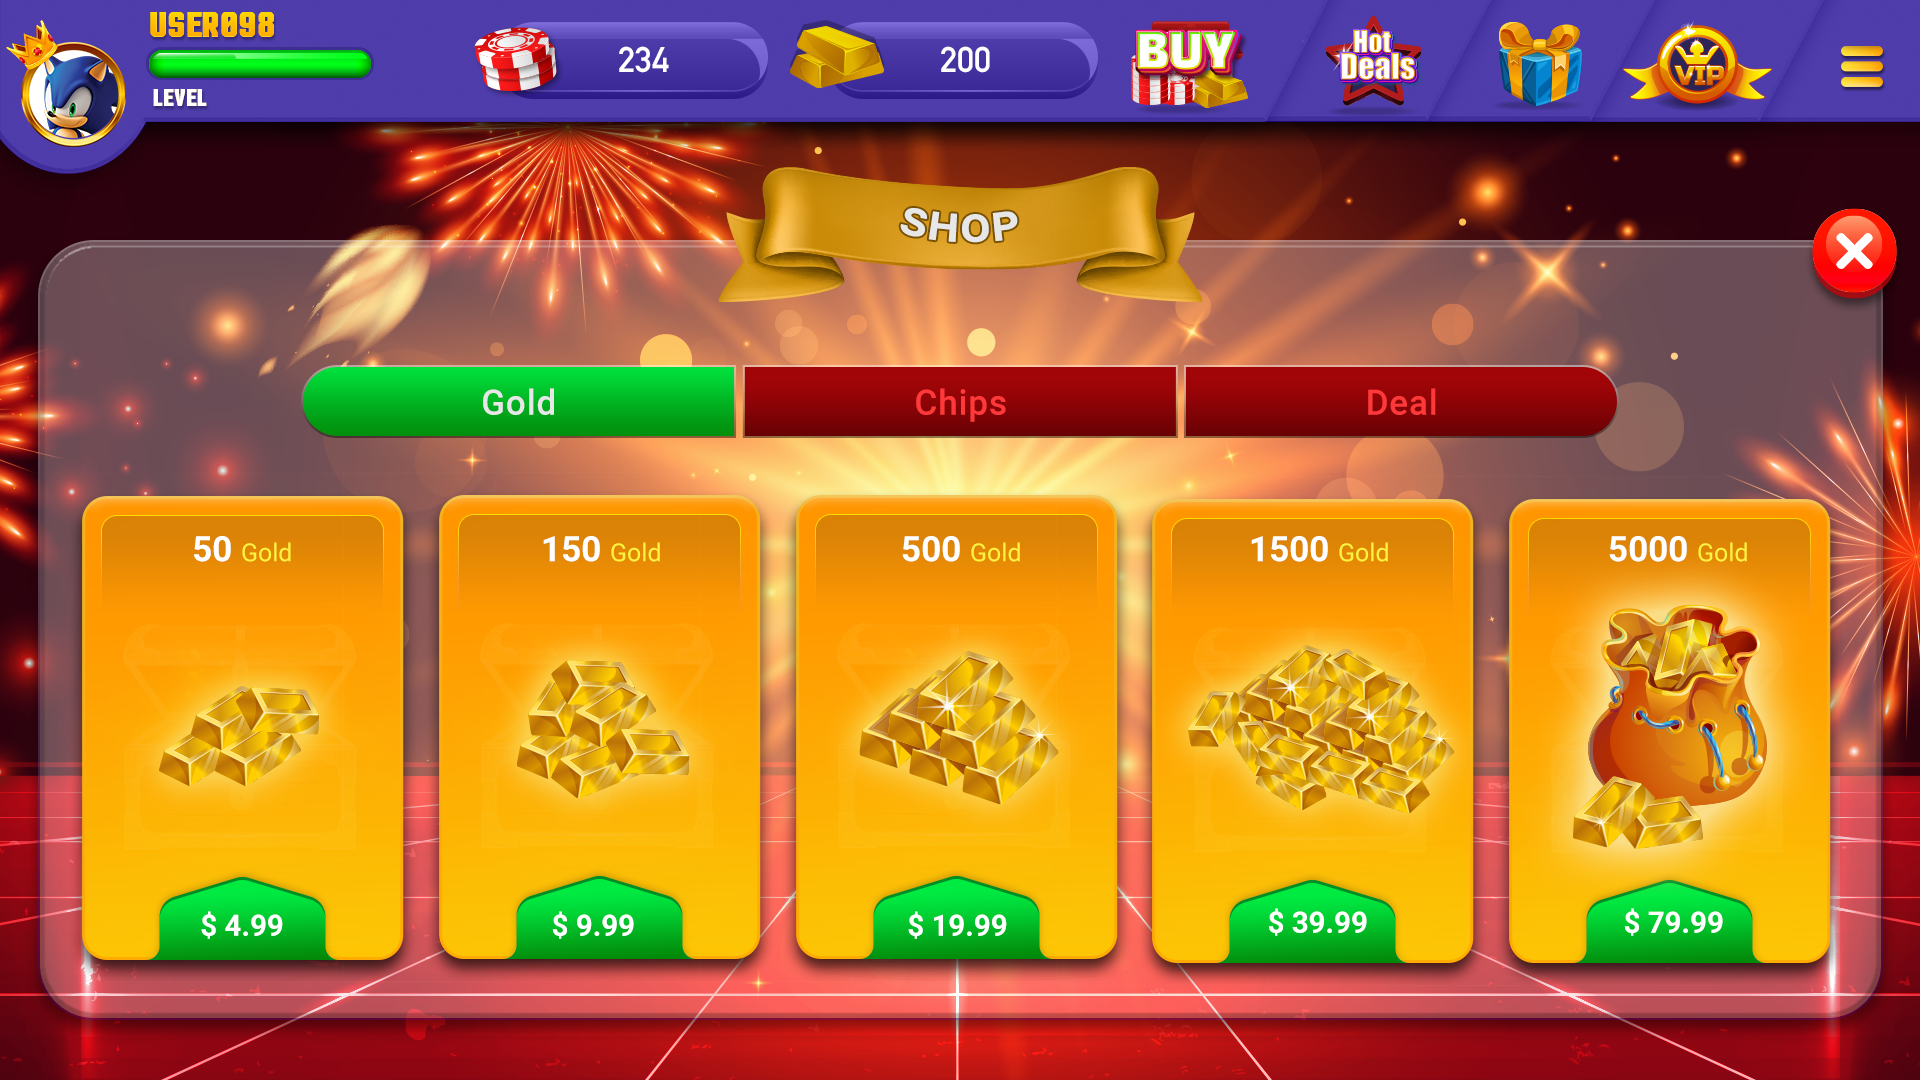 USER098
LEVEL
234
200
BUY
Hot
Deals
VIP
SHOP
Gold
Chips
Deal
50 Gold
150 Gold
500 Gold
1500 Gold
5000 Gold
$ 4.99
$ 9.99
$ 19.99
$ 39.99
$ 79.99